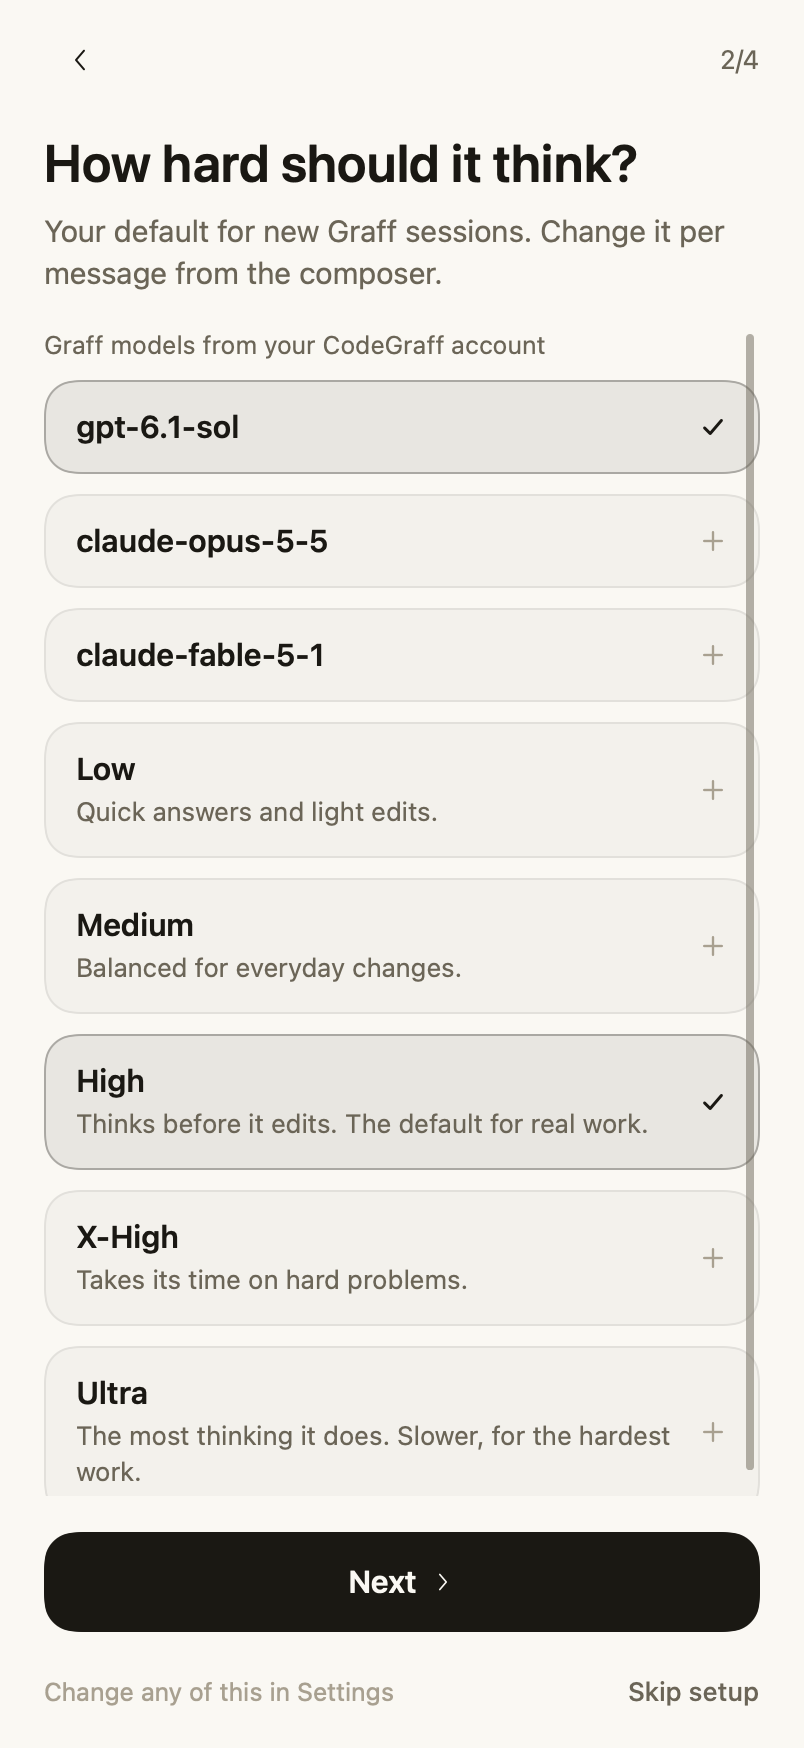 2/4
How hard should it think?
Your default for new Graff sessions. Change it per
message from the composer.
Graff models from your CodeGraff account
gpt-6.1-sol
claude-opus-5-5
claude-fable-5-1
Low
Quick answers and light edits.
Medium
Balanced for everyday changes.
High
Thinks before it edits. The default for real work.
X-High
Takes its time on hard problems.
Ultra
The most thinking it does. Slower, for the hardest
work.
Next
Change any of this in Settings
Skip setup